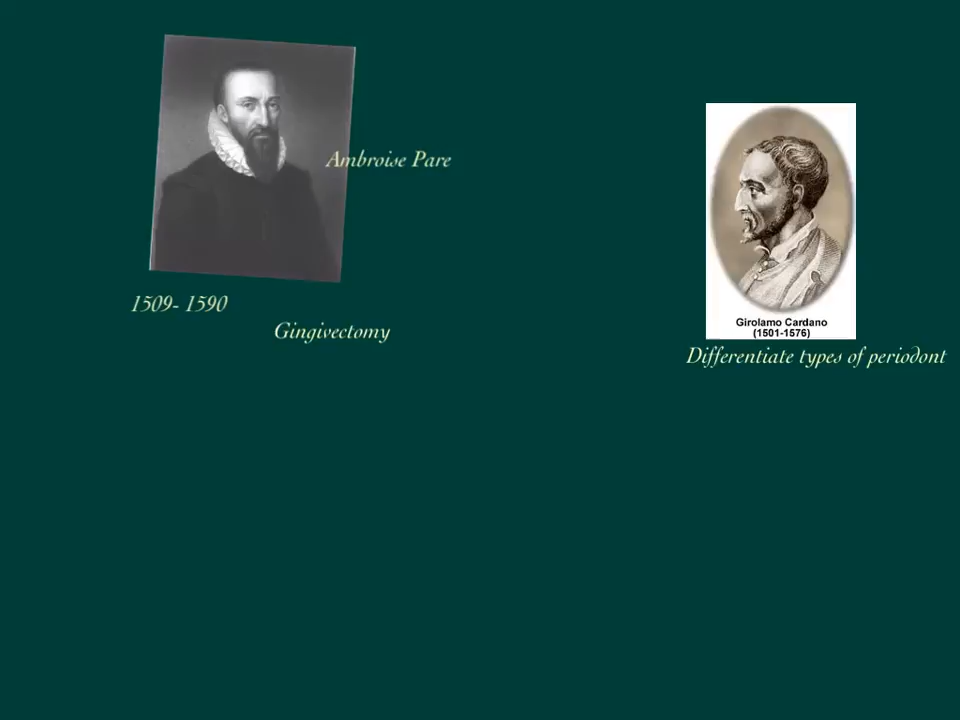 Ambroise Pare
1509- 1590
Gingivectomy
Girolamo Cardano
(1501-1576)
Differentiate types of periodont